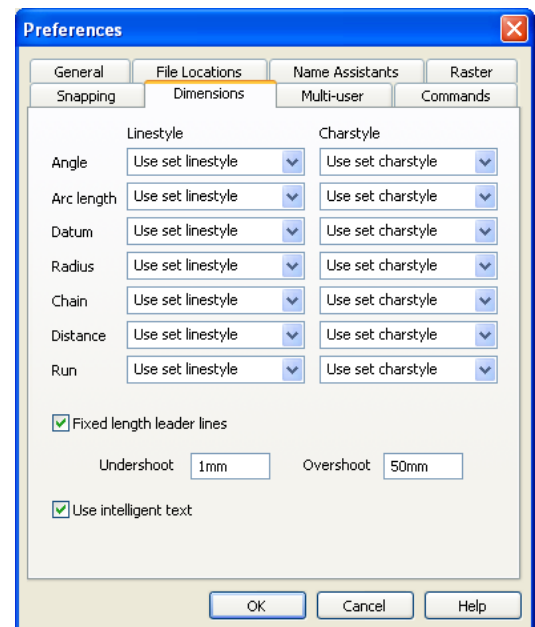 Preferences
General File Locations Name Assistants Raster
Snapping Dimensions Multi-user Commands
Linestyle Charstyle
Angle Use set linestyle Use set charstyle
Arc length Use set linestyle Use set charstyle
Datum Use set linestyle Use set charstyle
Radius Use set linestyle Use set charstyle
Chain Use set linestyle Use set charstyle
Distance Use set linestyle Use set charstyle
Run Use set linestyle Use set charstyle
Fixed length leader lines
Undershoot 1mm Overshoot 50mm
Use intelligent text
OK Cancel Help